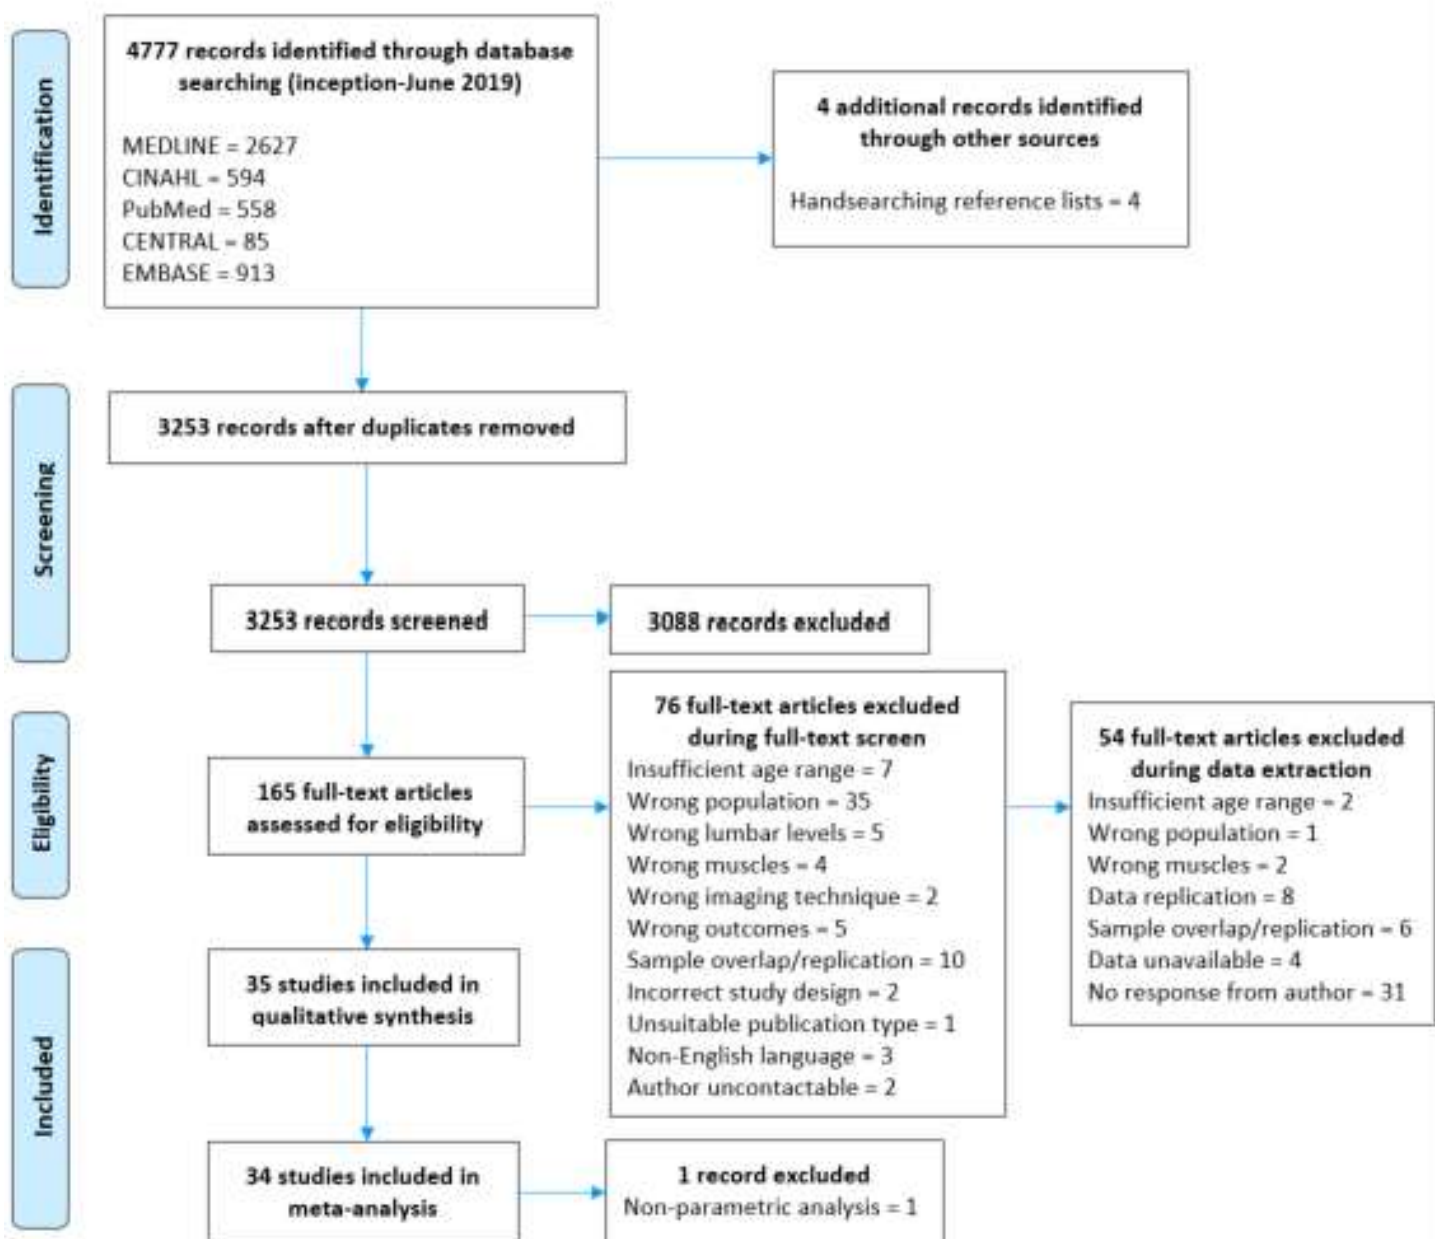 Identification
4777 records identified through database
searching (inception-June 2019)
MEDLINE = 2627
CINAHL = 594
PubMed = 558
CENTRAL = 85
EMBASE = 913
4 additional records identified
through other sources
Handsearching reference lists = 4
Screening
3253 records after duplicates removed
3253 records screened
3088 records excluded
Eligibility
165 full-text articles
assessed for eligibility
76 full-text articles excluded
during full-text screen
Insufficient age range = 7
Wrong population = 35
Wrong lumbar levels = 5
Wrong muscles = 4
Wrong imaging technique = 2
Wrong outcomes = 5
Sample overlap/replication = 10
Incorrect study design = 2
Unsuitable publication type = 1
Non-English language = 3
Author uncontactable = 2
54 full-text articles excluded
during data extraction
Insufficient age range = 2
Wrong population = 1
Wrong muscles = 2
Data replication = 8
Sample overlap/replication = 6
Data unavailable = 4
No response from author = 31
Included
35 studies included in
qualitative synthesis
34 studies included in
meta-analysis
1 record excluded
Non-parametric analysis = 1